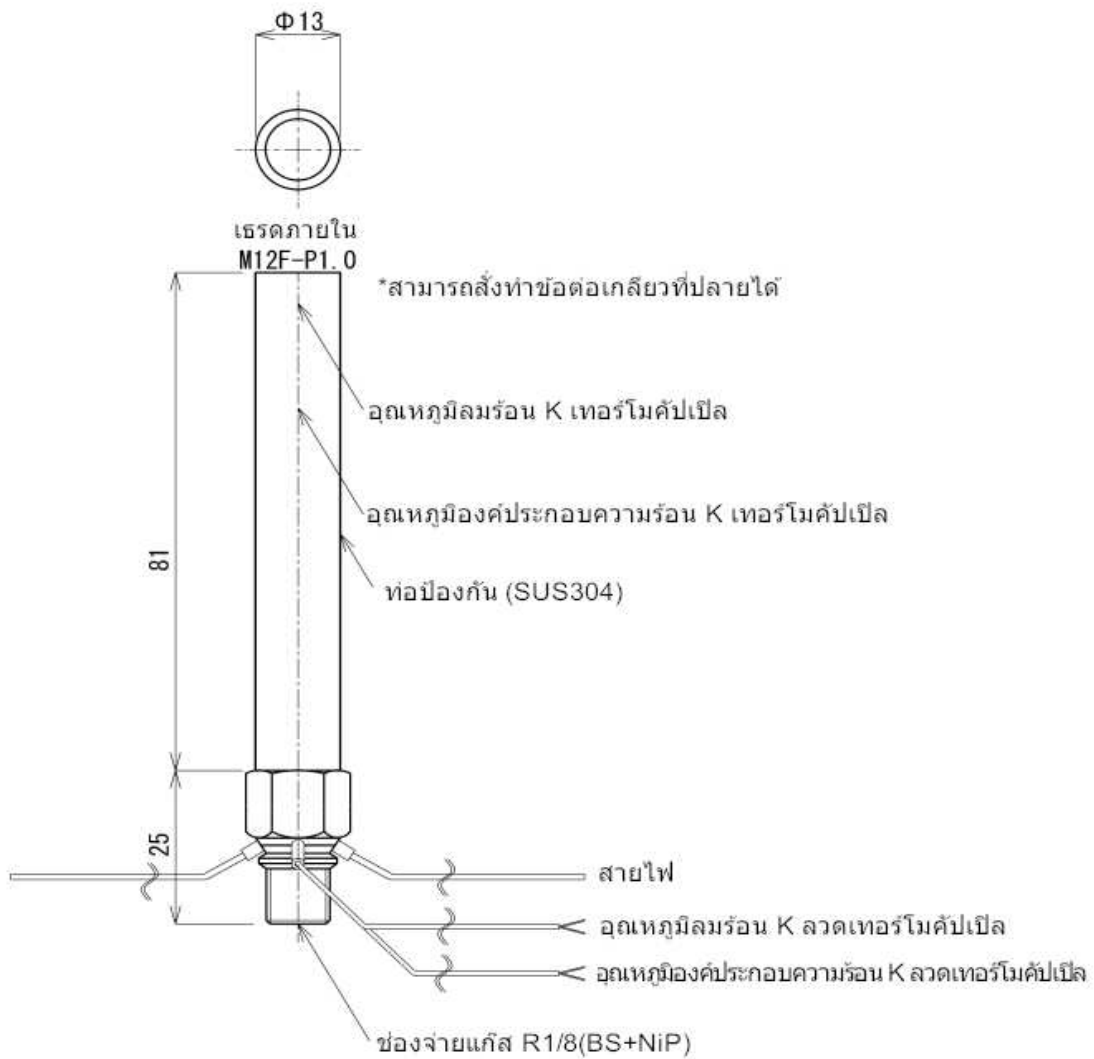 Φ13
เธรดภายใน
M12F-P1.0
*สามารถสั่งทำข้อต่อเกลียวที่ปลายได้
อุณหภูมิลมร้อน K เทอร์โมคัปเปิล
อุณหภูมิองค์ประกอบความร้อน K เทอร์โมคัปเปิล
81
ท่อป้องกัน (SUS304)
25
สายไฟ
อุณหภูมิลมร้อน K ลวดเทอร์โมคัปเปิล
อุณหภูมิองค์ประกอบความร้อน K ลวดเทอร์โมคัปเปิล
ช่องจ่ายแก๊ส R1/8(BS+NiP)